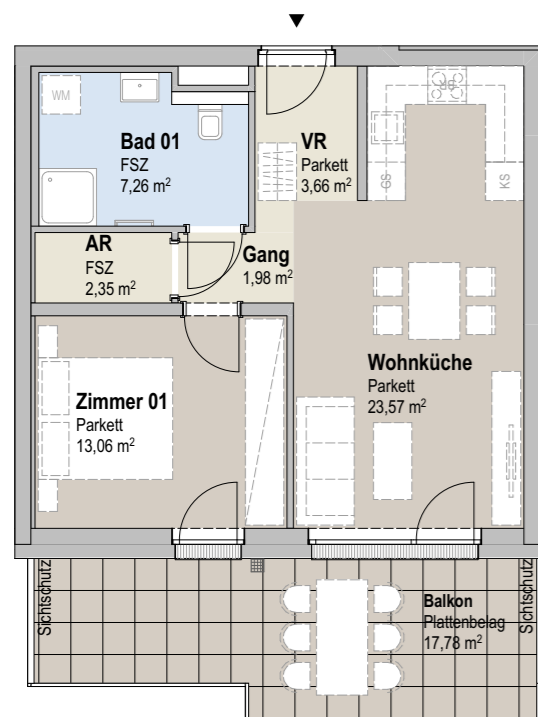 WM
Bad 01
FSZ
7,26 m²
VR
Parkett
3,66 m²
GS
KS
AR
FSZ
2,35 m²
Gang
1,98 m²
Wohnküche
Parkett
23,57 m²
Zimmer 01
Parkett
13,06 m²
Sichtschutz
Balkon
Plattenbelag
17,78 m²
Sichtschutz